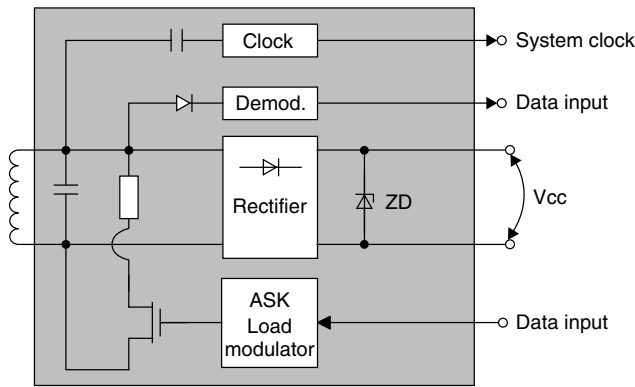 Clock
System clock
Demod.
Data input
Rectifier
ZD
Vcc
ASK
Load
modulator
Data input